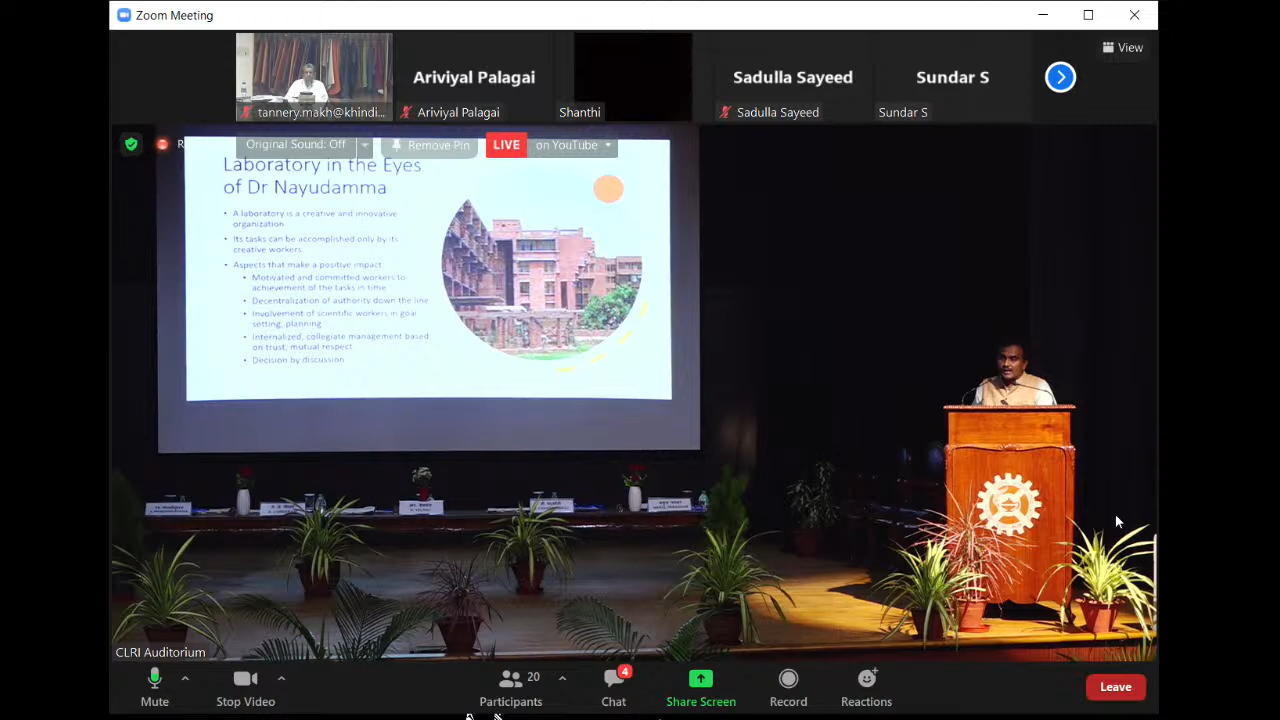 Zoom Meeting
View
Ariviyal Palagai
Sadulla Sayeed
Sundar S
tannery.makh@khindi...
Ariviyal Palagai
Shanthi
Sadulla Sayeed
Sundar S
R
Original Sound: Off
Remove Pin
LIVE
on YouTube
Laboratory in the Eyes
of Dr Nayudamma
• A laboratory is a creative and innovative
organization
• Its tasks can be accomplished only by its
creative workers
• Aspects that make a positive impact
• Motivated and committed workers to
achievement of the tasks in time
• Decentralization of authority down the line
• Involvement of scientific workers in goal
setting, planning
• Internalized, collegiate management based
on trust, mutual respect
• Decision by discussion
CLRI Auditorium
Mute
Stop Video
Participants
20
Chat
4
Share Screen
Record
Reactions
Leave